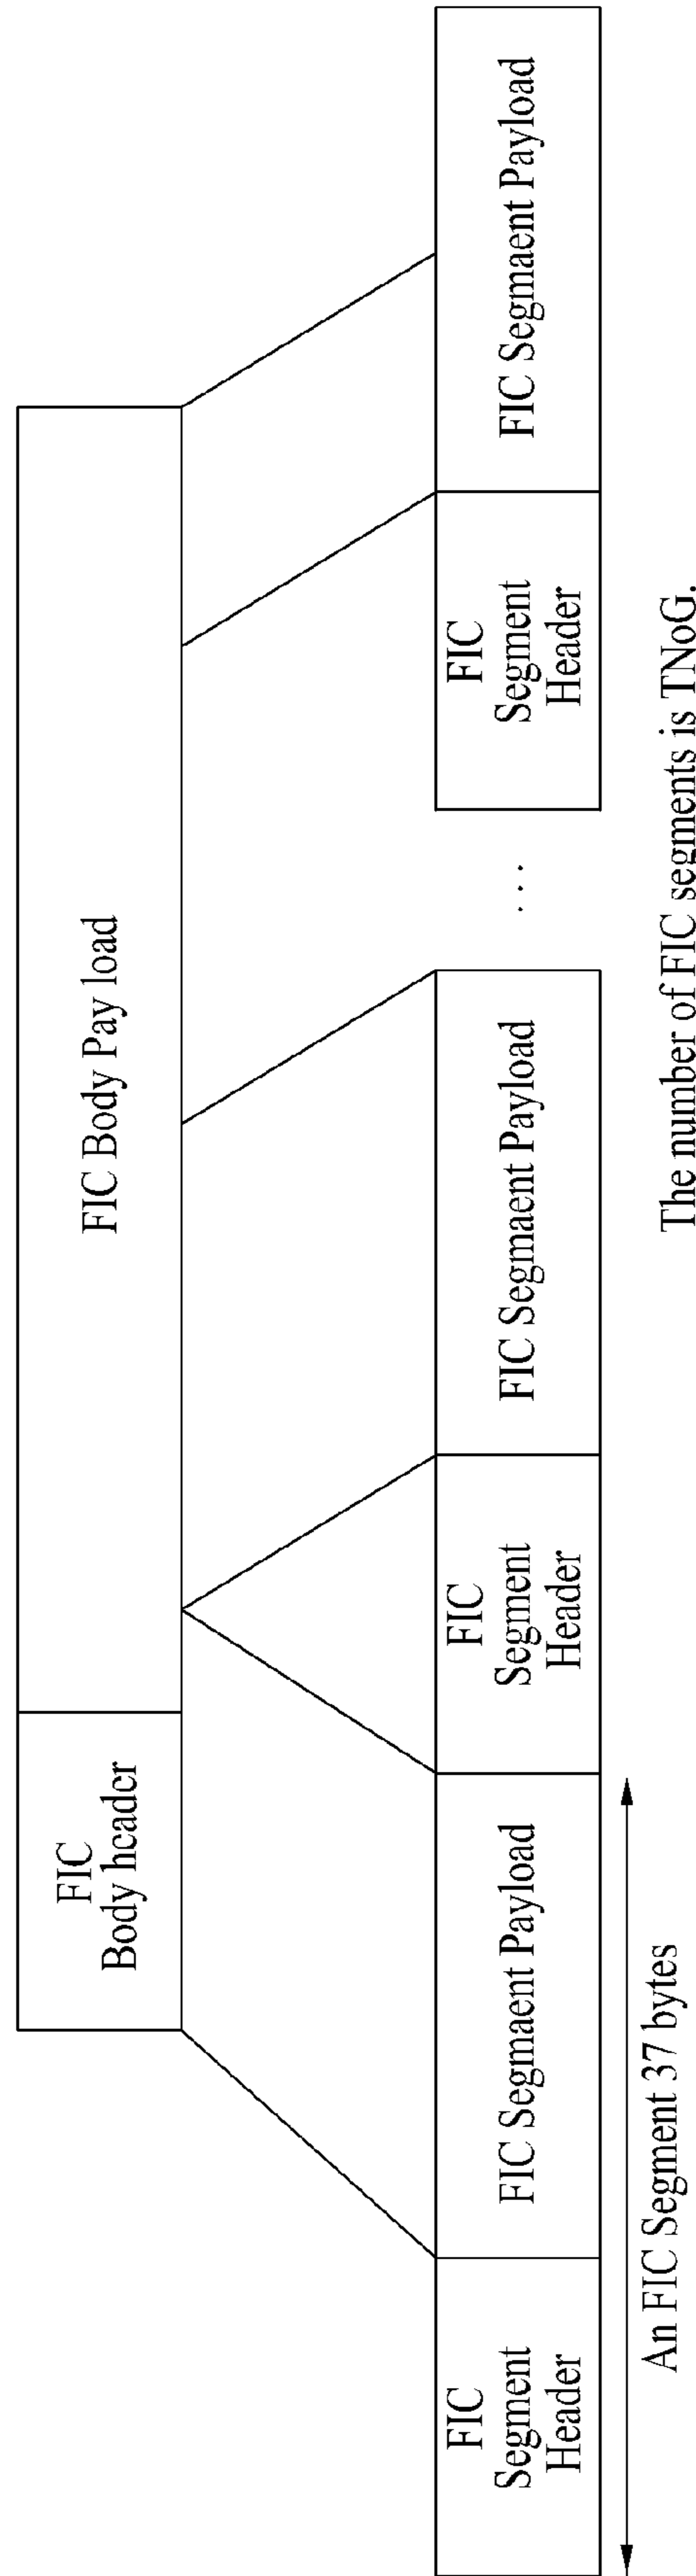 FIC
Body header
FIC Body Pay load
FIC
Segment
Header
FIC Segmaent Payload
FIC
Segment
Header
FIC Segmaent Payload
. . .
FIC
Segment
Header
FIC Segmaent Payload
An FIC Segment 37 bytes
The number of FIC segments is TNoG.